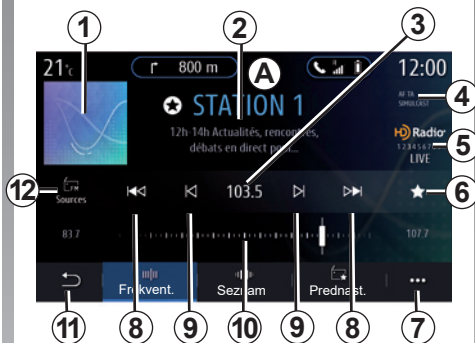 1 2 3
21°c 800 m A 12:00
4
AF TA
SIMULCAST
STATION 1
12h-14h Actualités, rencontres,
débats en direct pour...
HD Radio
5
LIVE
12 FM
Sources 103.5 6
83.7 107.7
Frekvent. Seznam Prednast. ...
11 8 9 10 9 8 7